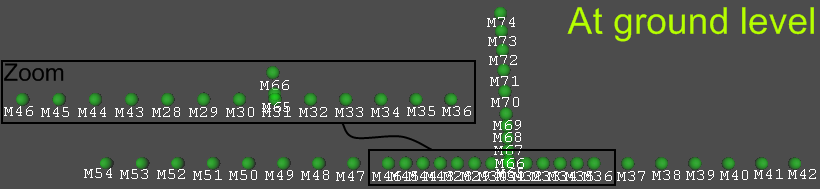 At ground level
M74
M73
M72
M71
M70
M69
M68
M67
M66
Zoom
M66
M65
M46 M45 M44 M43 M28 M29 M30 M31 M32 M33 M34 M35 M36
M54 M53 M52 M51 M50 M49 M48 M47 M36 M37 M38 M39 M40 M41 M42